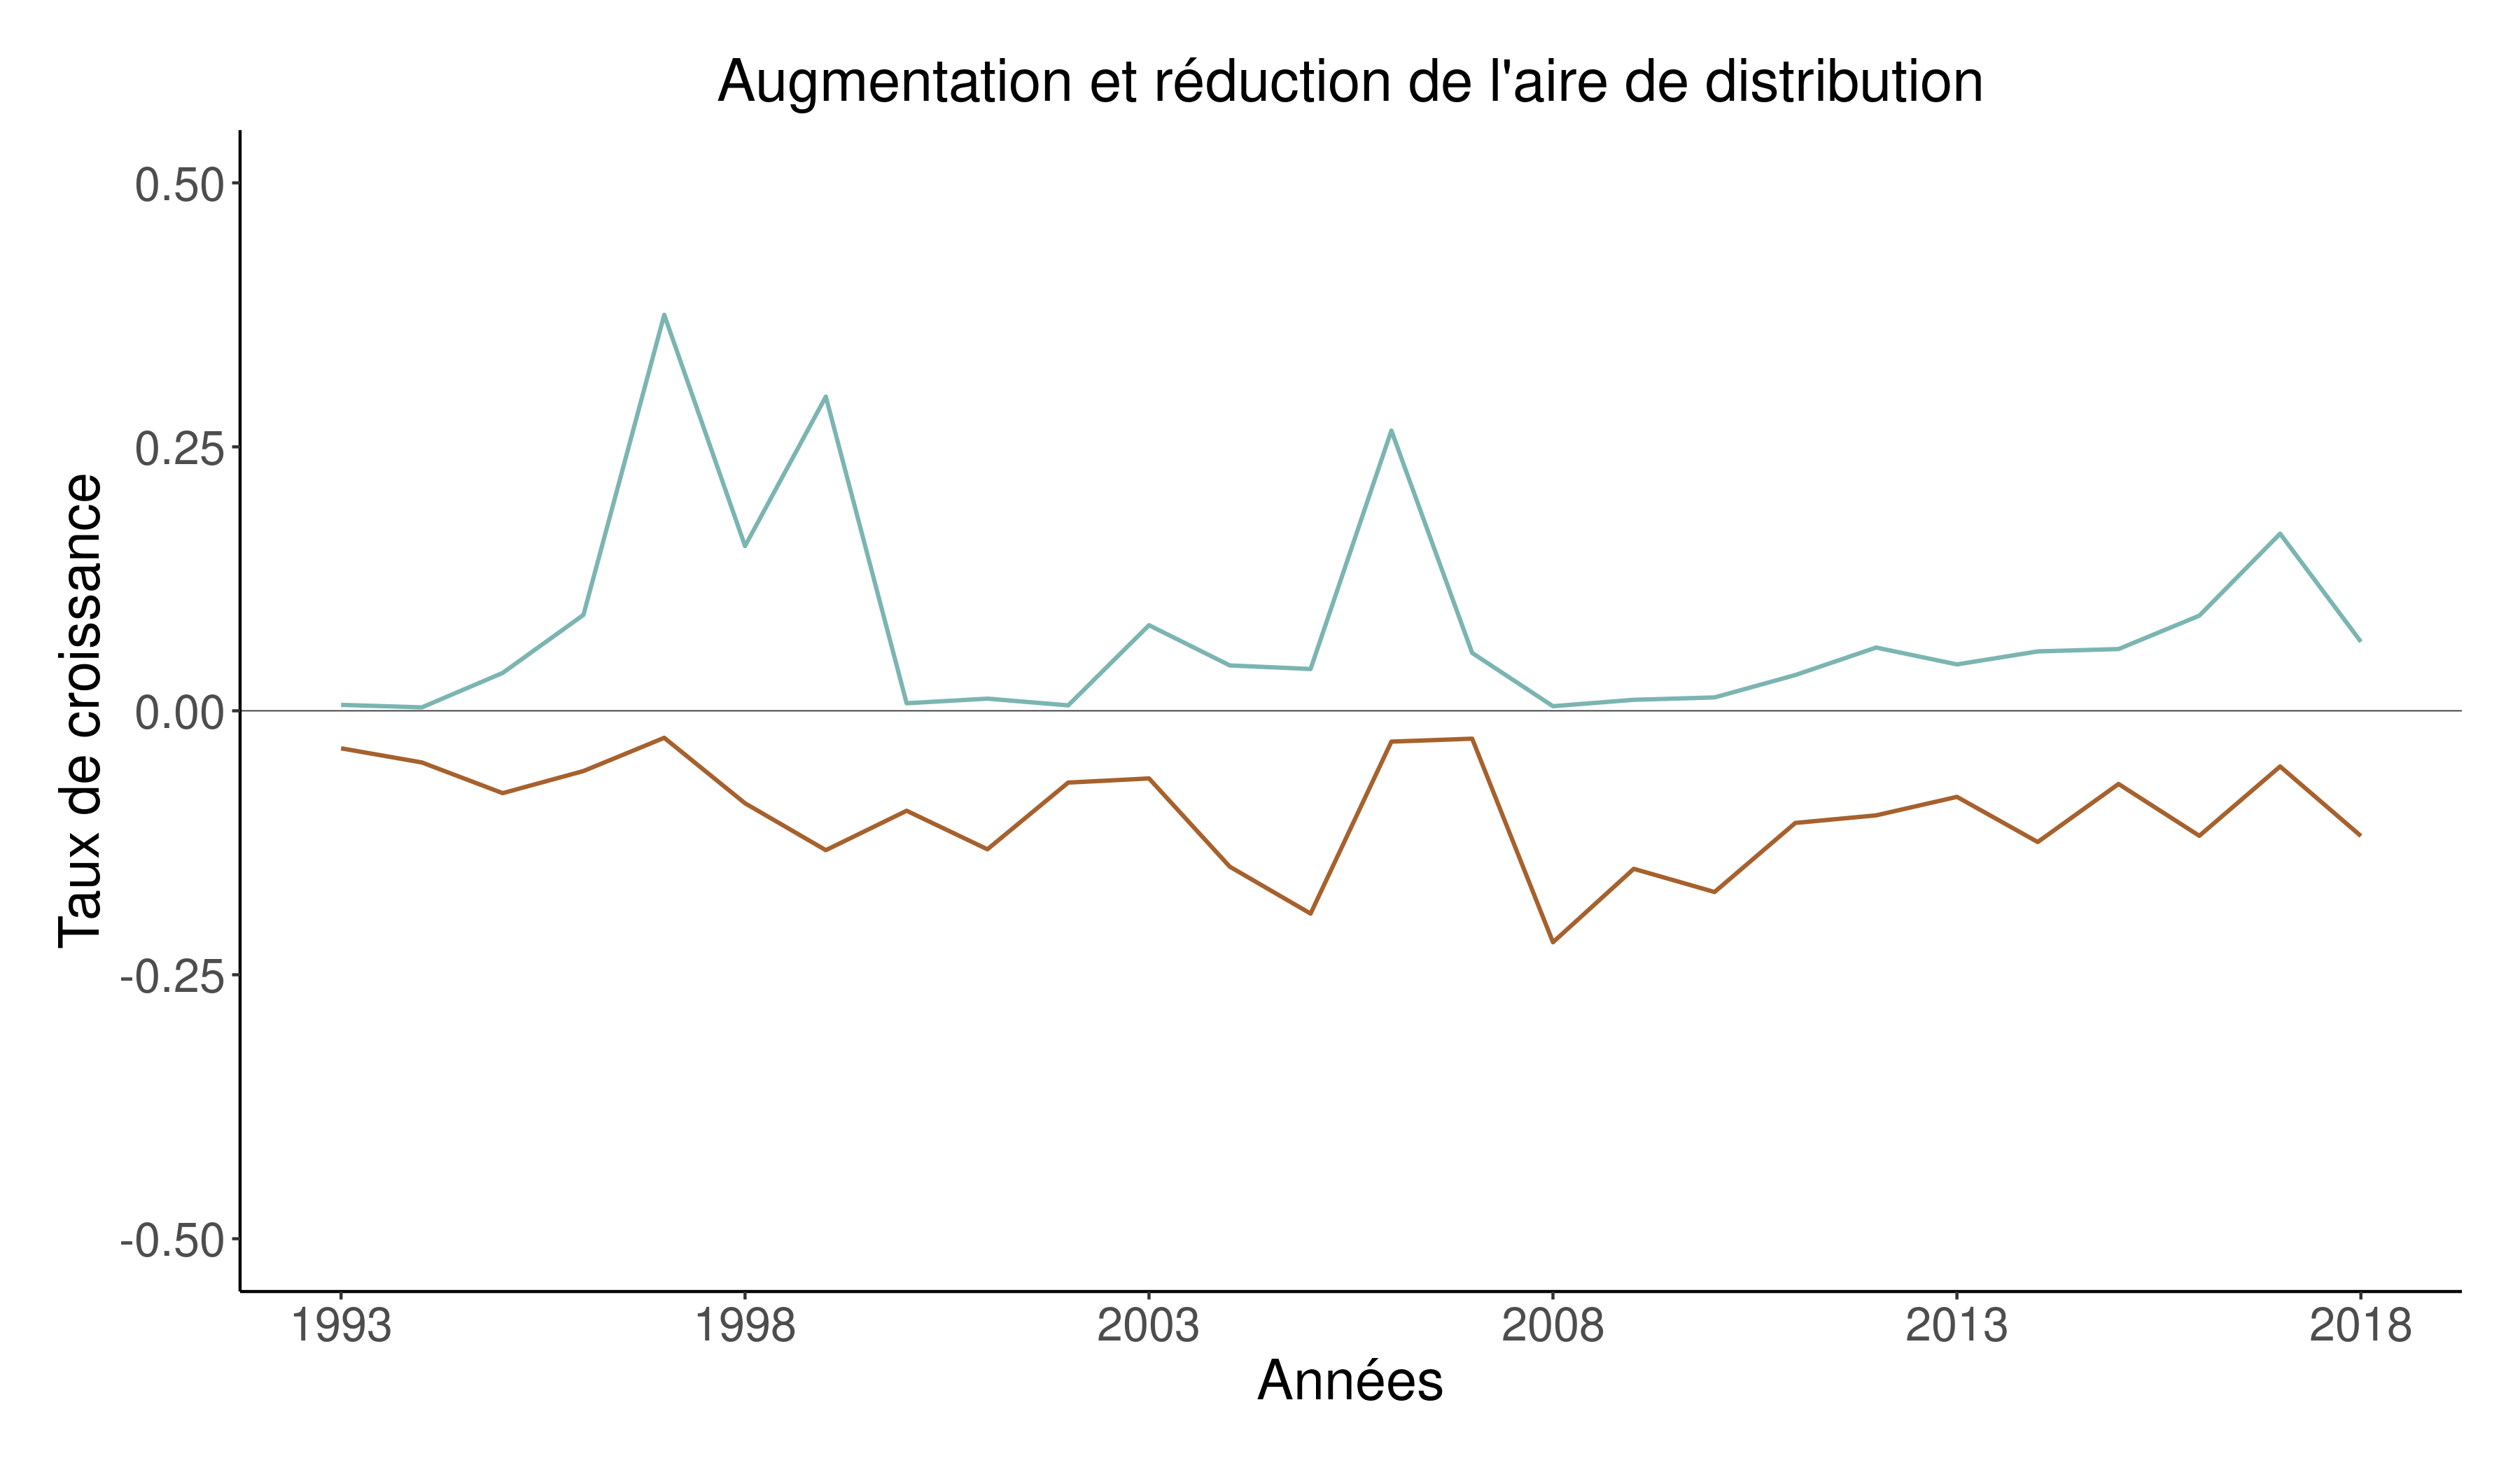 Augmentation et réduction de l'aire de distribution
Taux de croissance
0.50
0.25
0.00
-0.25
-0.50
1993 1998 2003 2008 2013 2018
Années